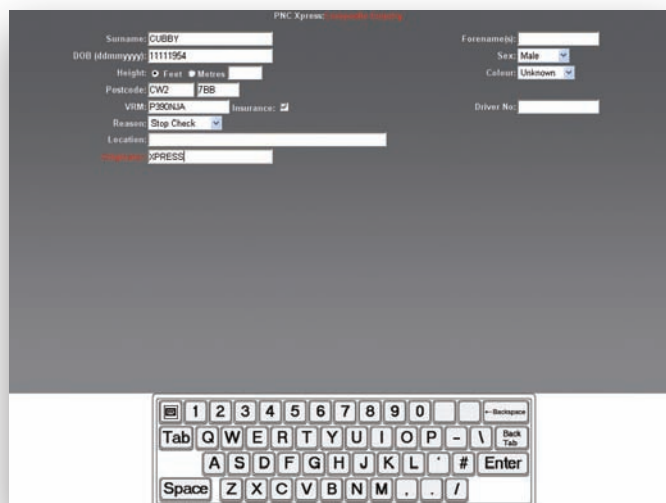 PNC Xpress:
Surname: CUBBY Forename(s):
DOB (ddmmyyyy): 11111954 Sex: Male
Height: Feet Metres Colour: Unknown
Postcode: CW2 7BB
VRM: P390NJA Insurance: Driver No:
Reason: Stop Check
Location:
XPRESS
1 2 3 4 5 6 7 8 9 0 ←Backspace
Tab Q W E R T Y U I O P - \ Back Tab
A S D F G H J K L ' # Enter
Space Z X C V B N M , . /